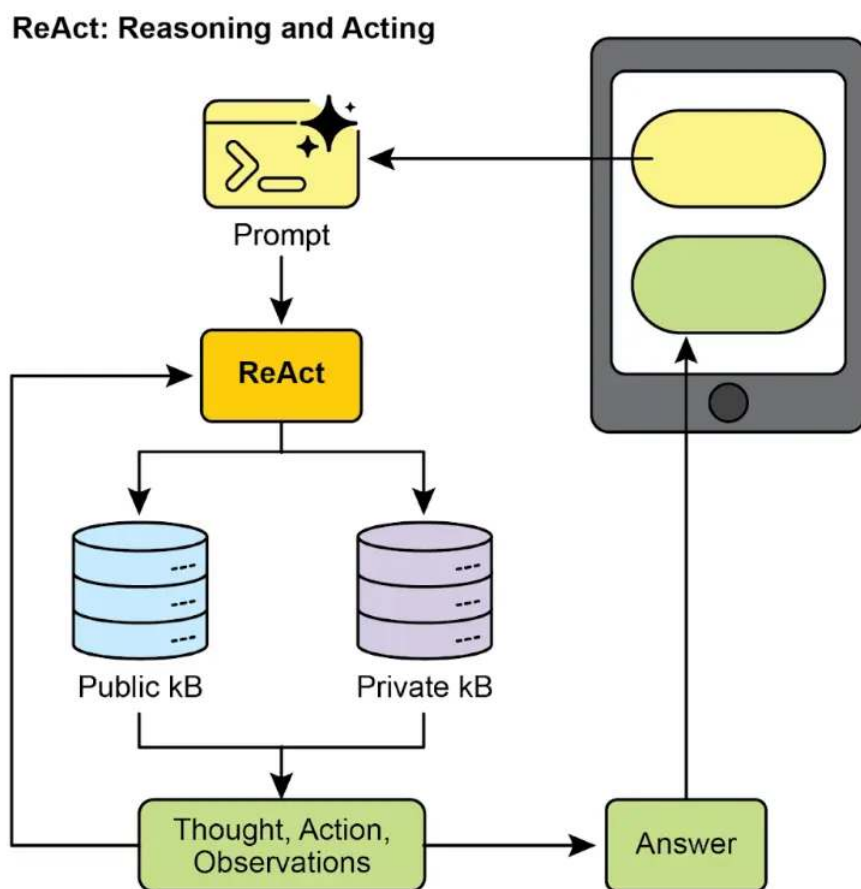 ReAct: Reasoning and Acting
Prompt
ReAct
Public kB
Private kB
Thought, Action,
Observations
Answer